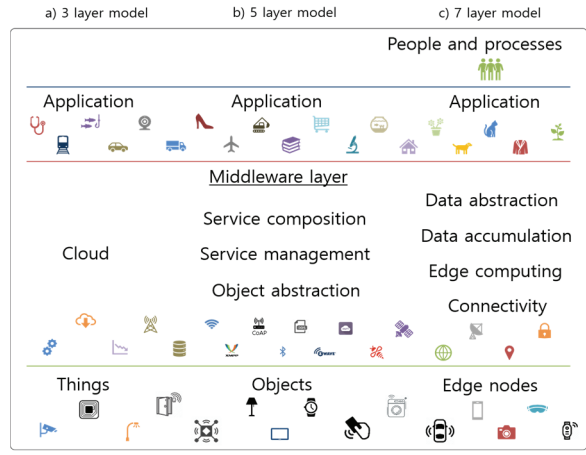 a) 3 layer model
b) 5 layer model
c) 7 layer model
People and processes
Application
Application
Application
Middleware layer
Service composition
Service management
Object abstraction
Cloud
Data abstraction
Data accumulation
Edge computing
Connectivity
CoAP
Things
Objects
Edge nodes